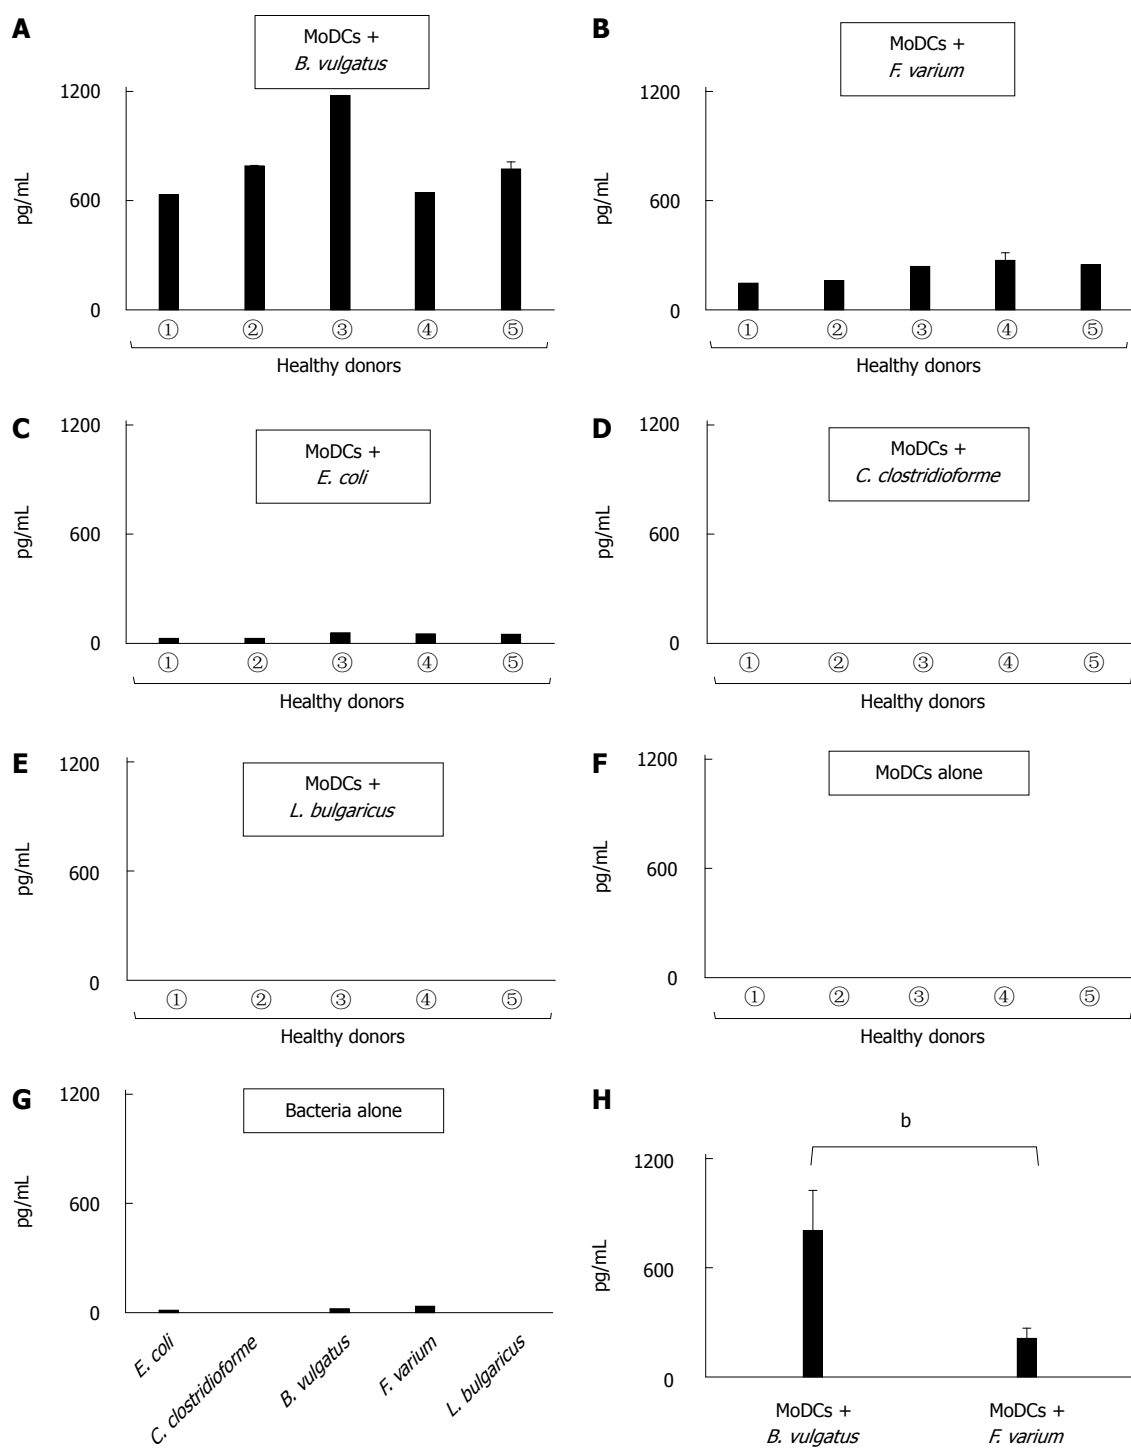 A
MoDCs +
B. vulgatus
1200
600
0
pg/mL
① ② ③ ④ ⑤
Healthy donors
B
MoDCs +
F. varium
1200
600
0
pg/mL
① ② ③ ④ ⑤
Healthy donors
C
MoDCs +
E. coli
1200
600
0
pg/mL
① ② ③ ④ ⑤
Healthy donors
D
MoDCs +
C. clostridioforme
1200
600
0
pg/mL
① ② ③ ④ ⑤
Healthy donors
E
MoDCs +
L. bulgaricus
1200
600
0
pg/mL
① ② ③ ④ ⑤
Healthy donors
F
MoDCs alone
1200
600
0
pg/mL
① ② ③ ④ ⑤
Healthy donors
G
Bacteria alone
1200
600
0
pg/mL
E. coli
C. clostridioforme
B. vulgatus
F. varium
L. bulgaricus
H
b
1200
600
0
pg/mL
MoDCs +
B. vulgatus
MoDCs +
F. varium